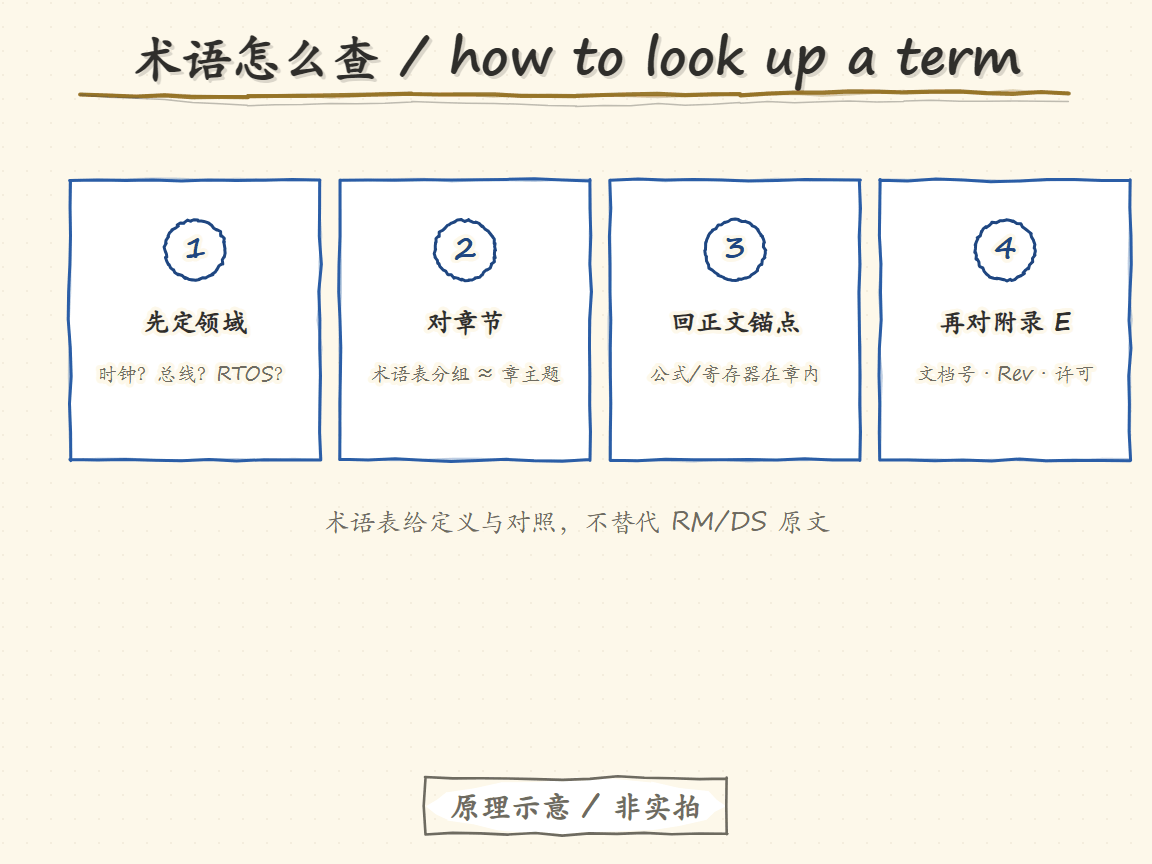 术语怎么查 / how to look up a term
1
先定领域
时钟? 总线? RTOS?
2
对章节
术语表分组 ≈ 章主题
3
回正文锚点
公式/寄存器在章内
4
再对附录 E
文档号 · Rev · 许可
术语表给定义与对照，不替代 RM/DS 原文
原理示意 / 非实拍